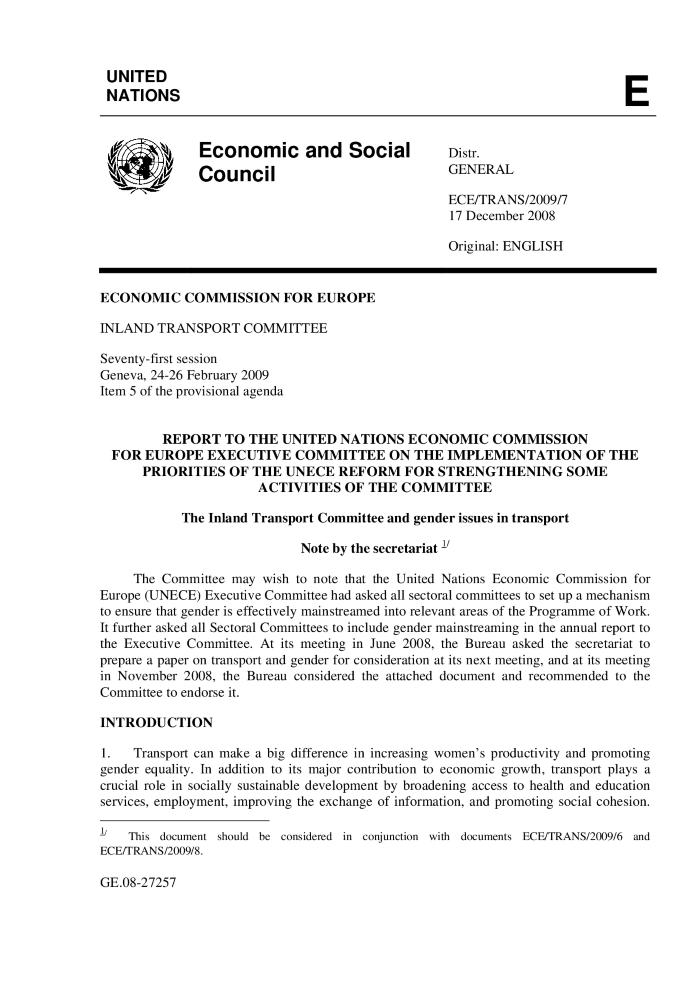 UNITED
NATIONS
E
Economic and Social
Council
Distr.
GENERAL
ECE/TRANS/2009/7
17 December 2008
Original: ENGLISH
ECONOMIC COMMISSION FOR EUROPE
INLAND TRANSPORT COMMITTEE
Seventy-first session
Geneva, 24-26 February 2009
Item 5 of the provisional agenda
REPORT TO THE UNITED NATIONS ECONOMIC COMMISSION
FOR EUROPE EXECUTIVE COMMITTEE ON THE IMPLEMENTATION OF THE
PRIORITIES OF THE UNECE REFORM FOR STRENGTHENING SOME
ACTIVITIES OF THE COMMITTEE
The Inland Transport Committee and gender issues in transport
Note by the secretariat 1/
The Committee may wish to note that the United Nations Economic Commission for
Europe (UNECE) Executive Committee had asked all sectoral committees to set up a mechanism
to ensure that gender is effectively mainstreamed into relevant areas of the Programme of Work.
It further asked all Sectoral Committees to include gender mainstreaming in the annual report to
the Executive Committee. At its meeting in June 2008, the Bureau asked the secretariat to
prepare a paper on transport and gender for consideration at its next meeting, and at its meeting
in November 2008, the Bureau considered the attached document and recommended to the
Committee to endorse it.
INTRODUCTION
1. Transport can make a big difference in increasing women's productivity and promoting
gender equality. In addition to its major contribution to economic growth, transport plays a
crucial role in socially sustainable development by broadening access to health and education
services, employment, improving the exchange of information, and promoting social cohesion.
1/ This document should be considered in conjunction with documents ECE/TRANS/2009/6 and
ECE/TRANS/2009/8.
GE.08-27257